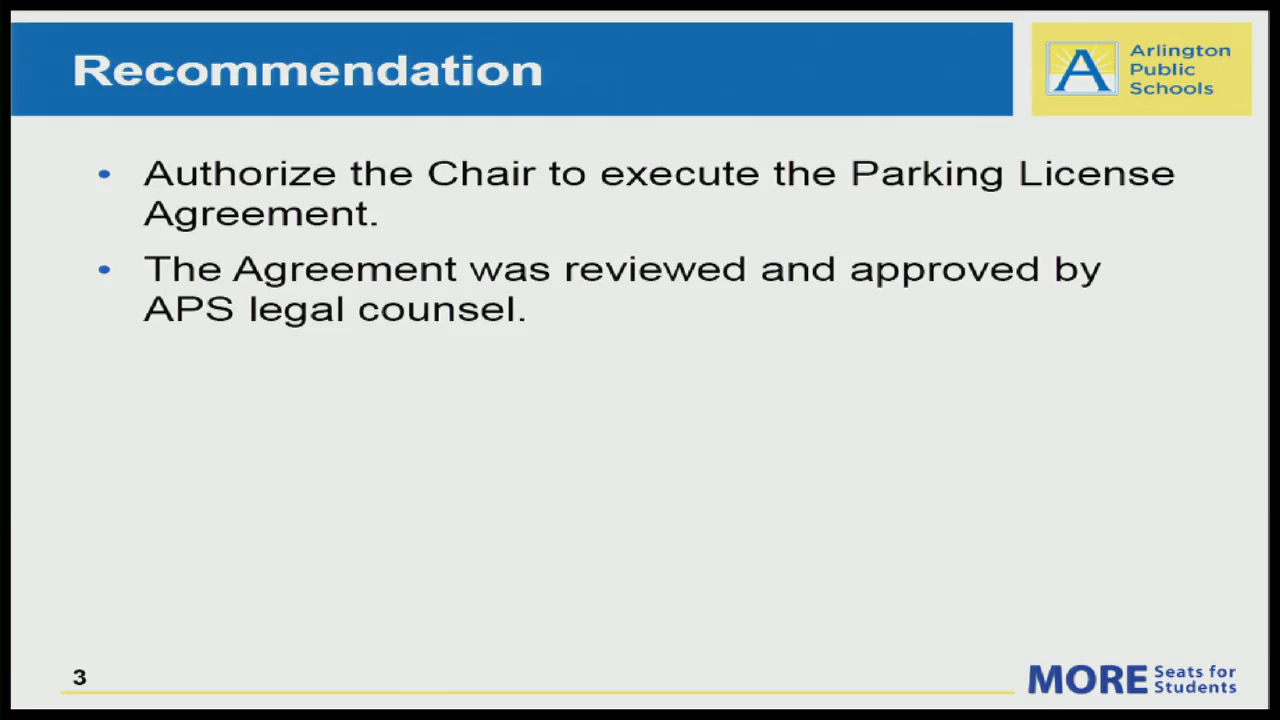 Recommendation
Arlington
Public
Schools
• Authorize the Chair to execute the Parking License
Agreement.
• The Agreement was reviewed and approved by
APS legal counsel.
3
MORE Seats for
Students